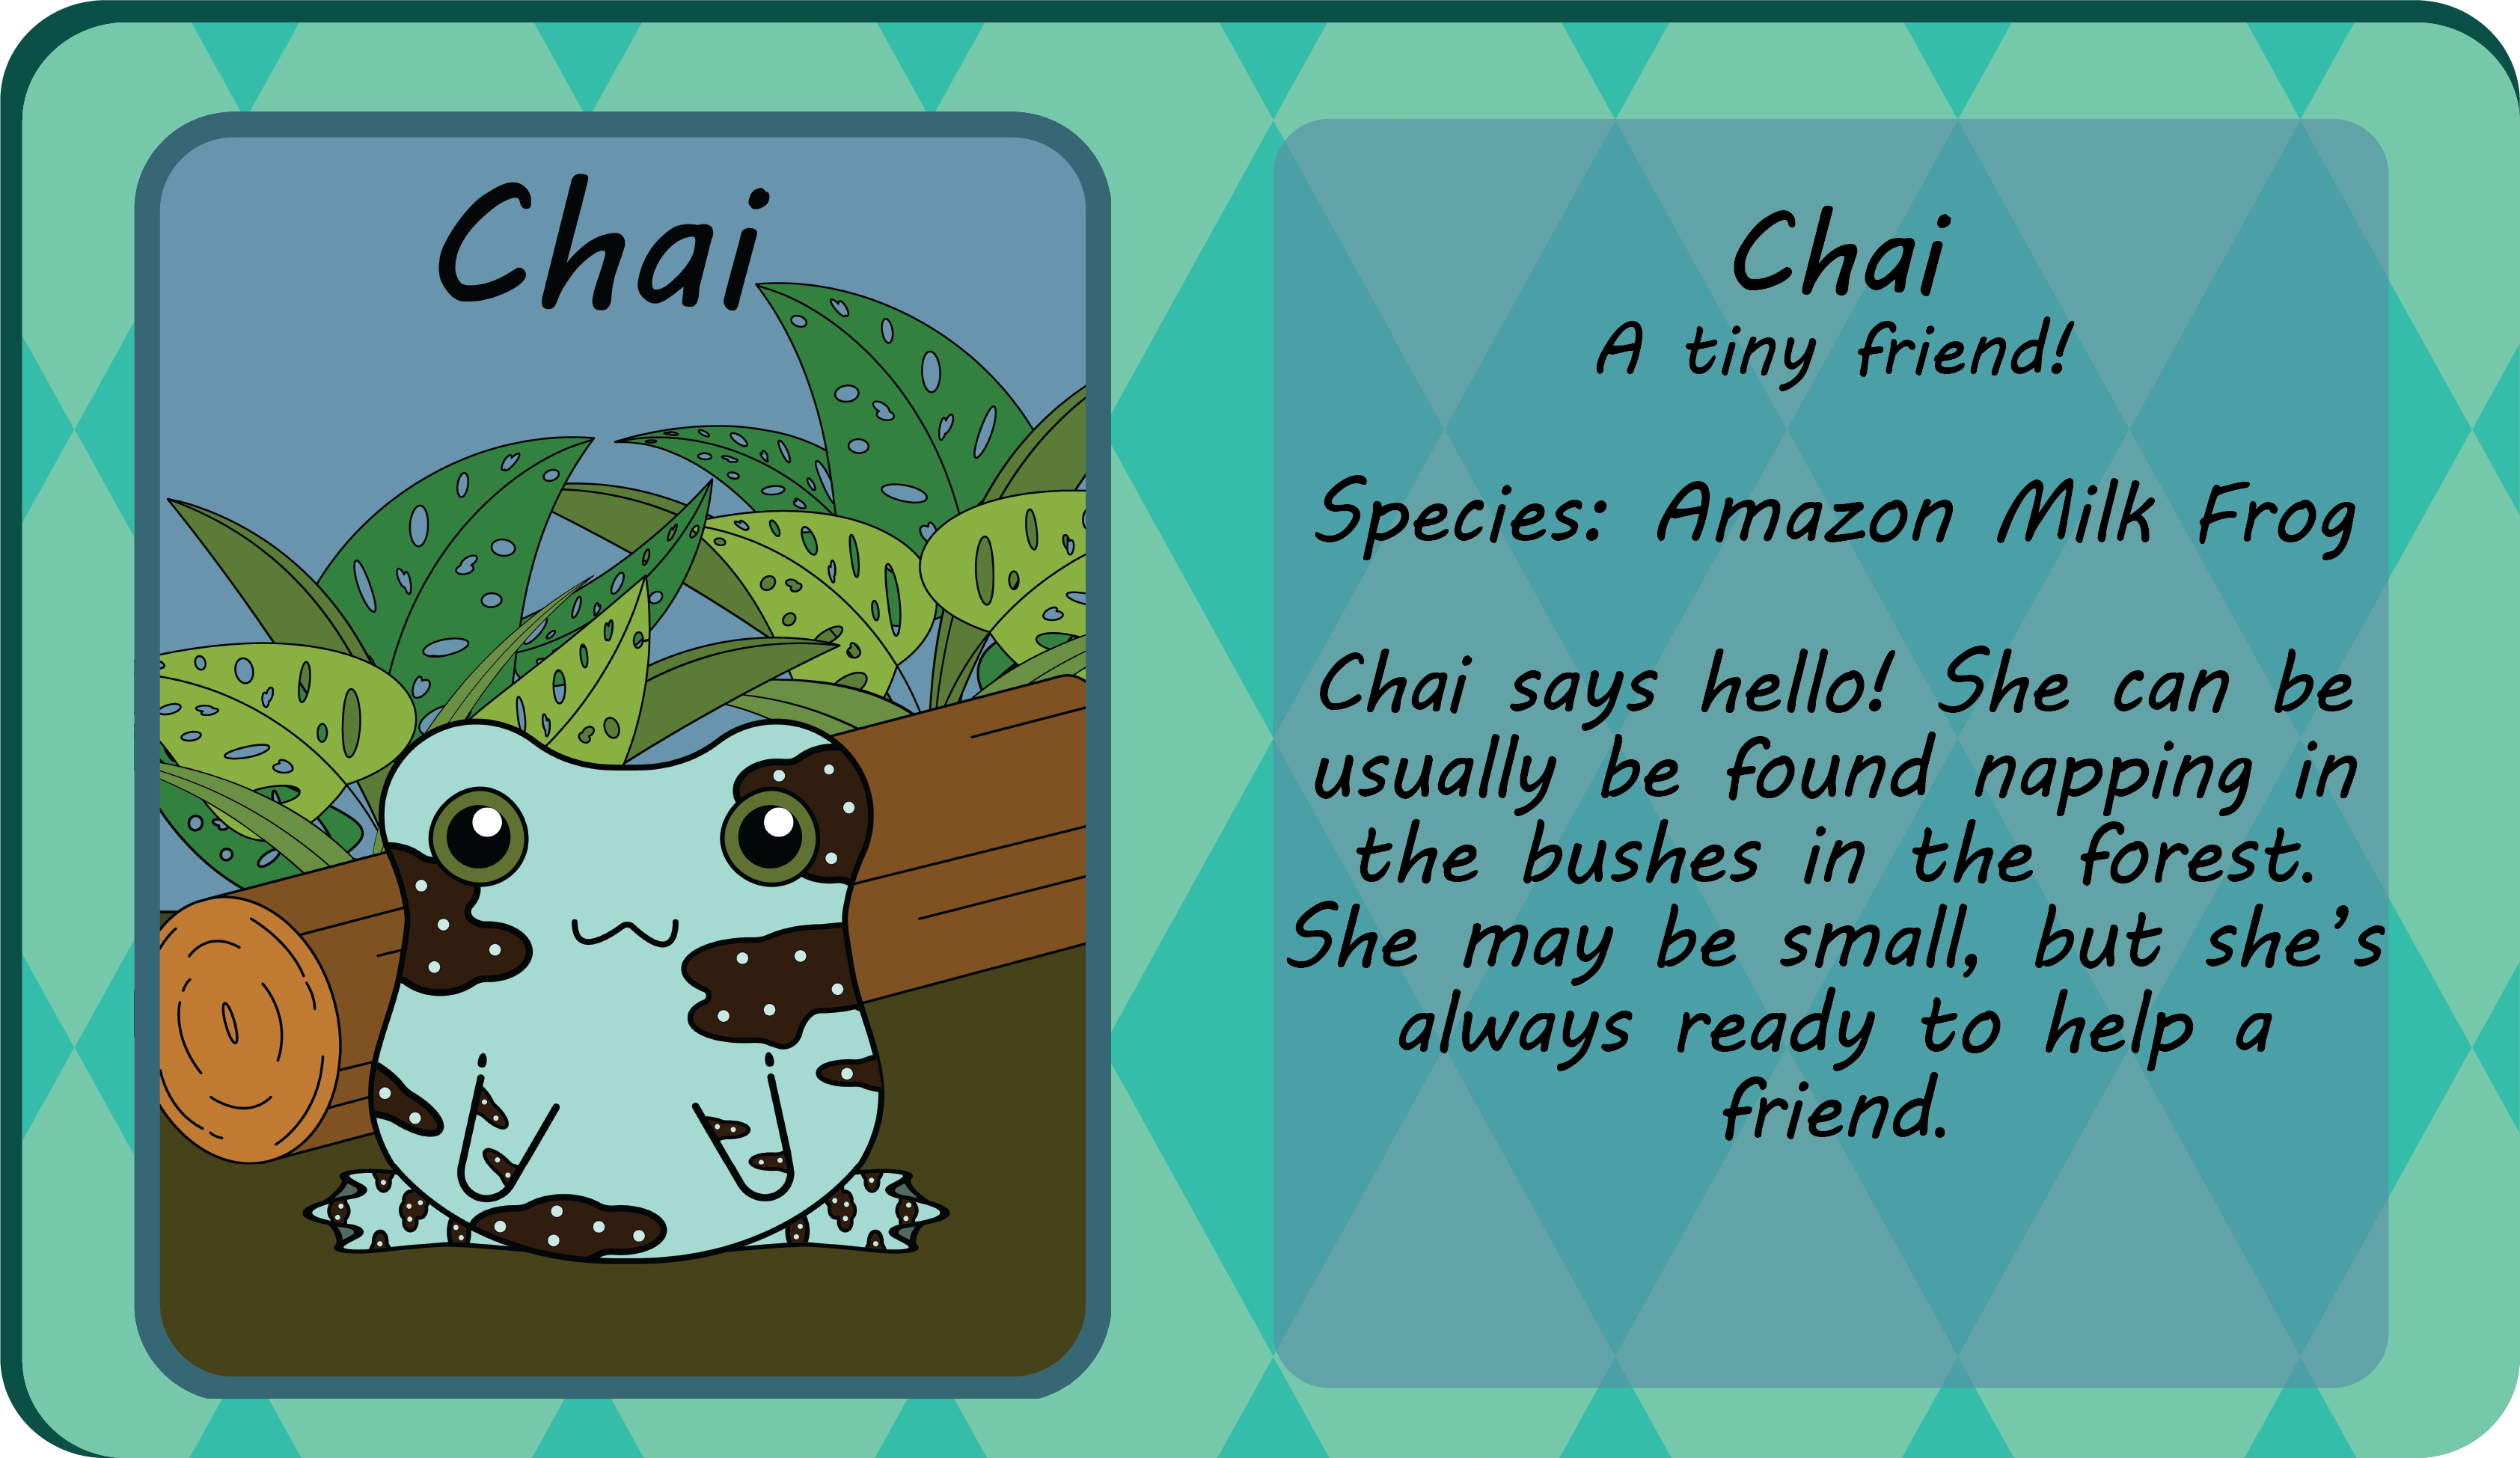 Chai
Chai
A tiny friend!
Species: Amazon Milk Frog
Chai says hello! She can be
usually be found napping in
the bushes in the forest.
She may be small, but she's
always ready to help a
friend.